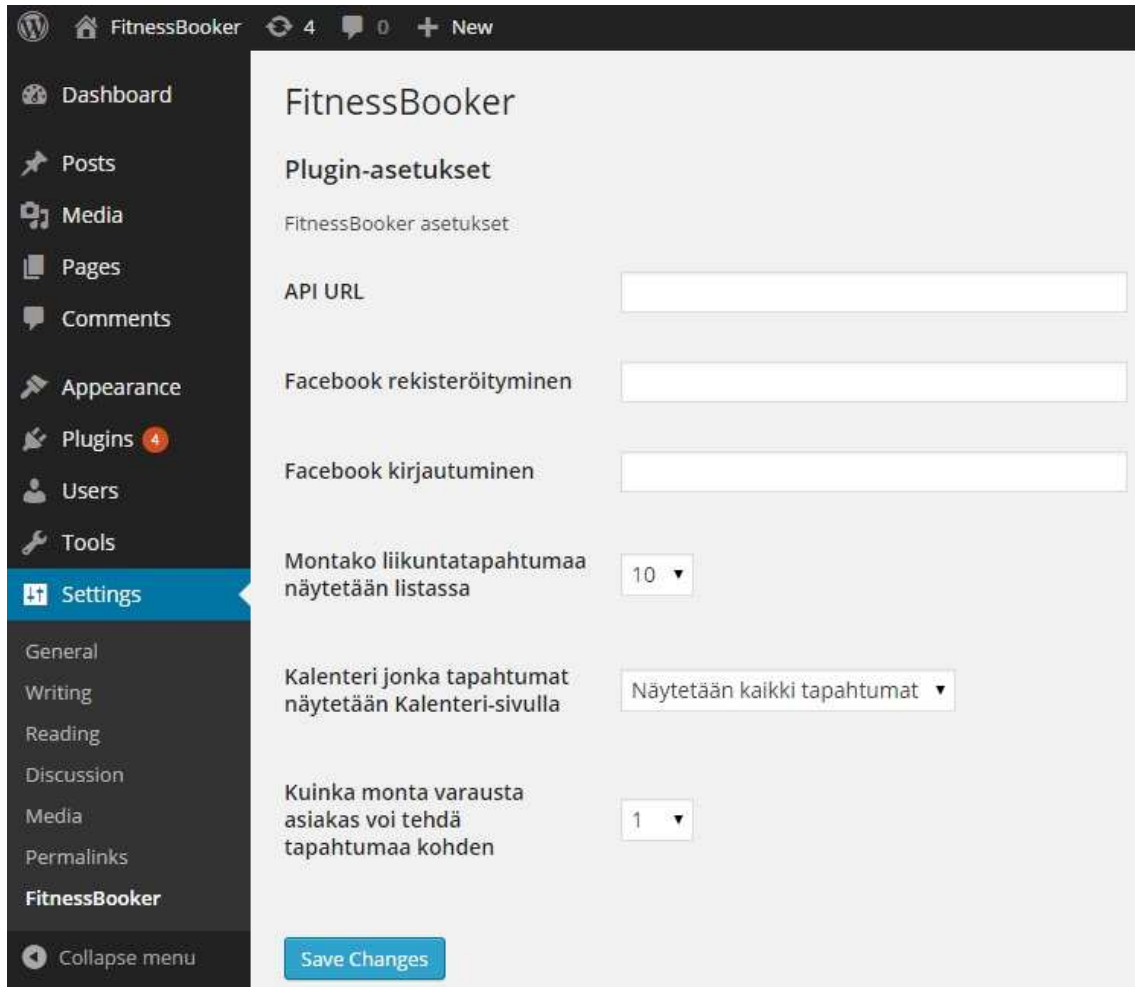 FitnessBooker 4 0 New
Dashboard
Posts
Media
Pages
Comments
Appearance
Plugins 4
Users
Tools
Settings
General
Writing
Reading
Discussion
Media
Permalinks
FitnessBooker
Collapse menu
FitnessBooker
Plugin-asetukset
FitnessBooker asetukset
API URL
Facebook rekisteröityminen
Facebook kirjautuminen
Montako liikuntatapahtumaa
näytetään listassa
10
Kalenteri jonka tapahtumat
näytetään Kalenteri-sivulla
Näytetään kaikki tapahtumat
Kuinka monta varausta
asiakas voi tehdä
tapahtumaa kohden
1
Save Changes